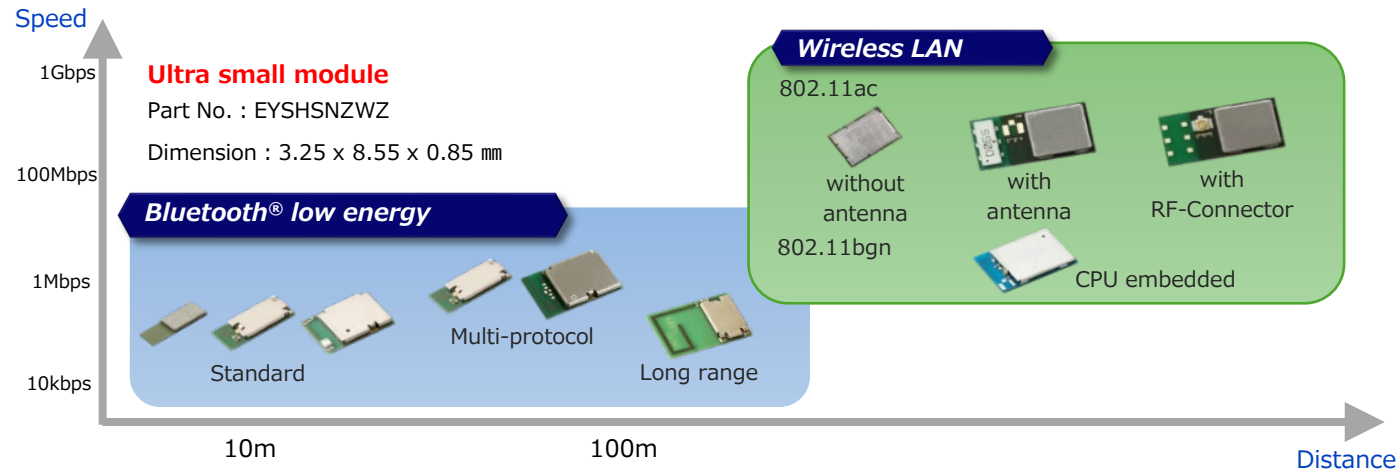 Speed
1Gbps
100Mbps
1Mbps
10kbps
Ultra small module
Part No. : EYSHSNZWZ
Dimension : 3.25 x 8.55 x 0.85 ㎜
Bluetooth® low energy
Standard
Multi-protocol
Long range
Wireless LAN
802.11ac
without
antenna
with
antenna
with
RF-Connector
802.11bgn
CPU embedded
10m
100m
Distance